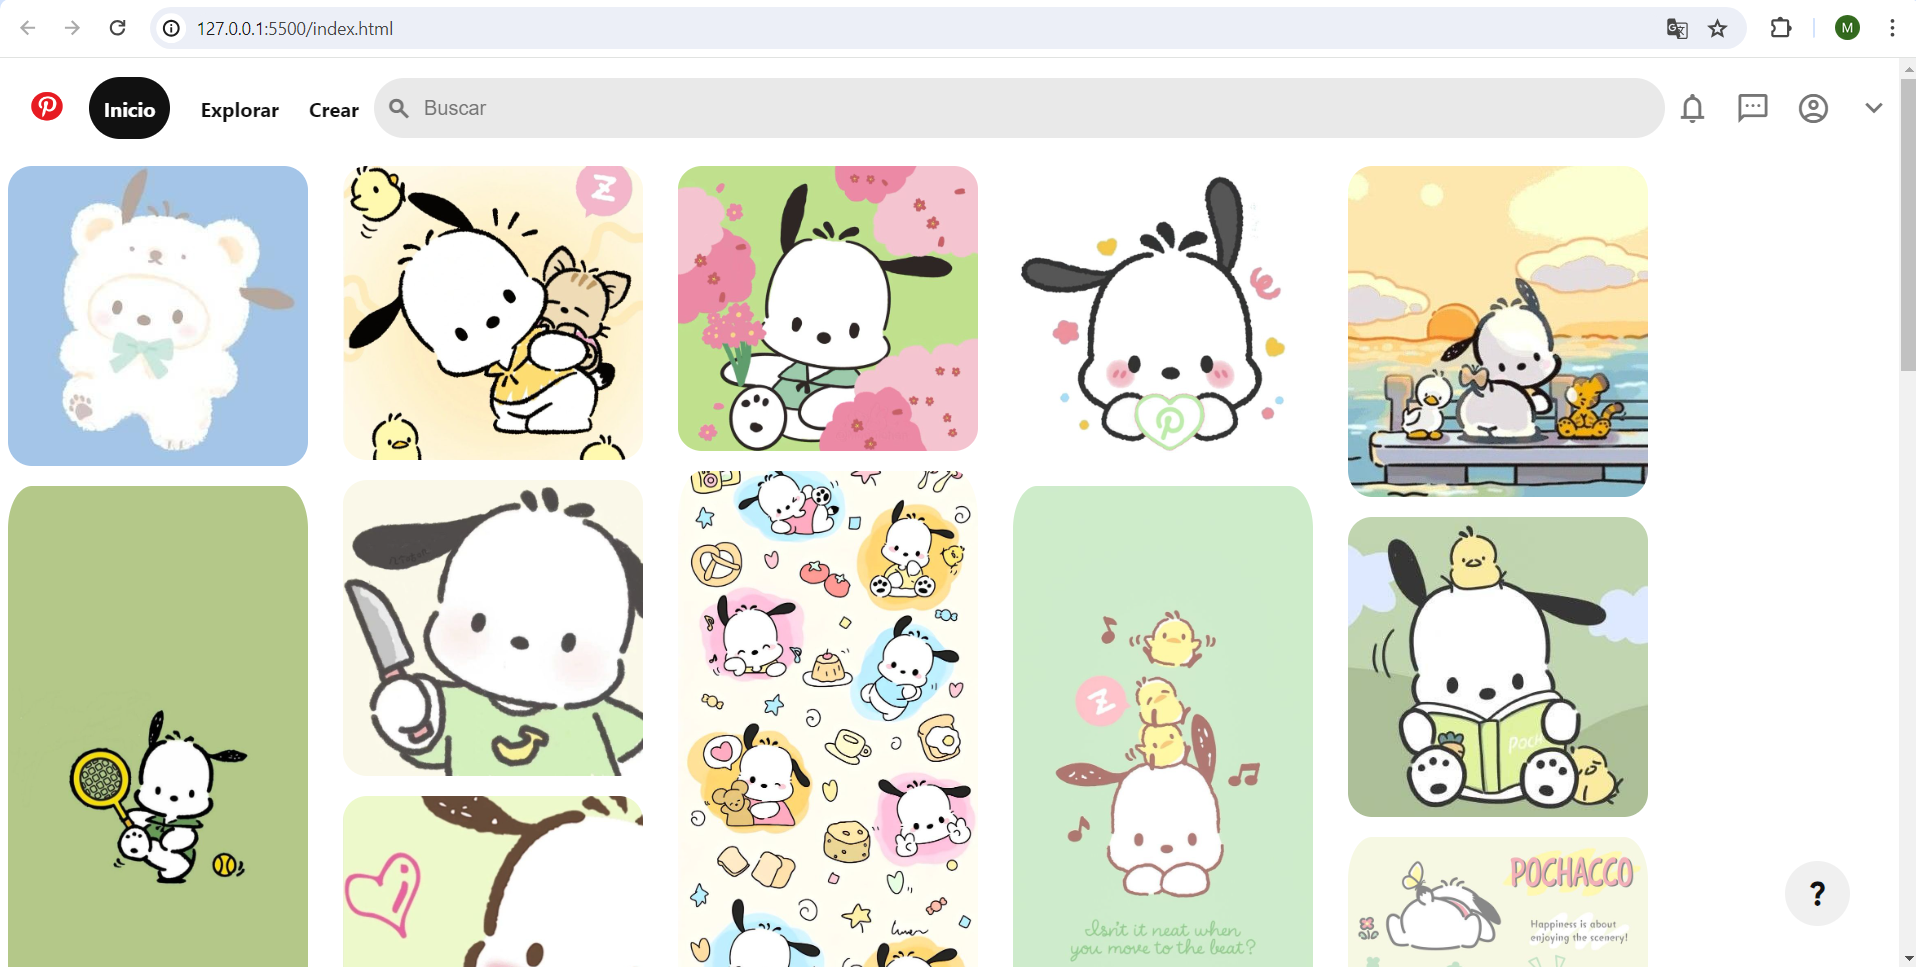 127.0.0.1:5500/index.html
M
Inicio
Explorar
Crear
Buscar
Z
Z
Isn't it neat when
you move to the beat?
POCHACCO
Happiness is about
enjoying the scenery!
?